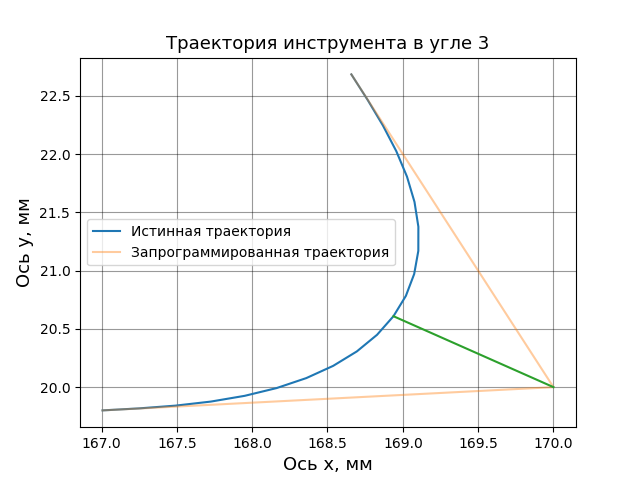 Траектория инструмента в угле 3
22.5
22.0
21.5
21.0
20.5
20.0
Ось y, мм
Истинная траектория
Запрограммированная траектория
167.0 167.5 168.0 168.5 169.0 169.5 170.0
Ось x, мм